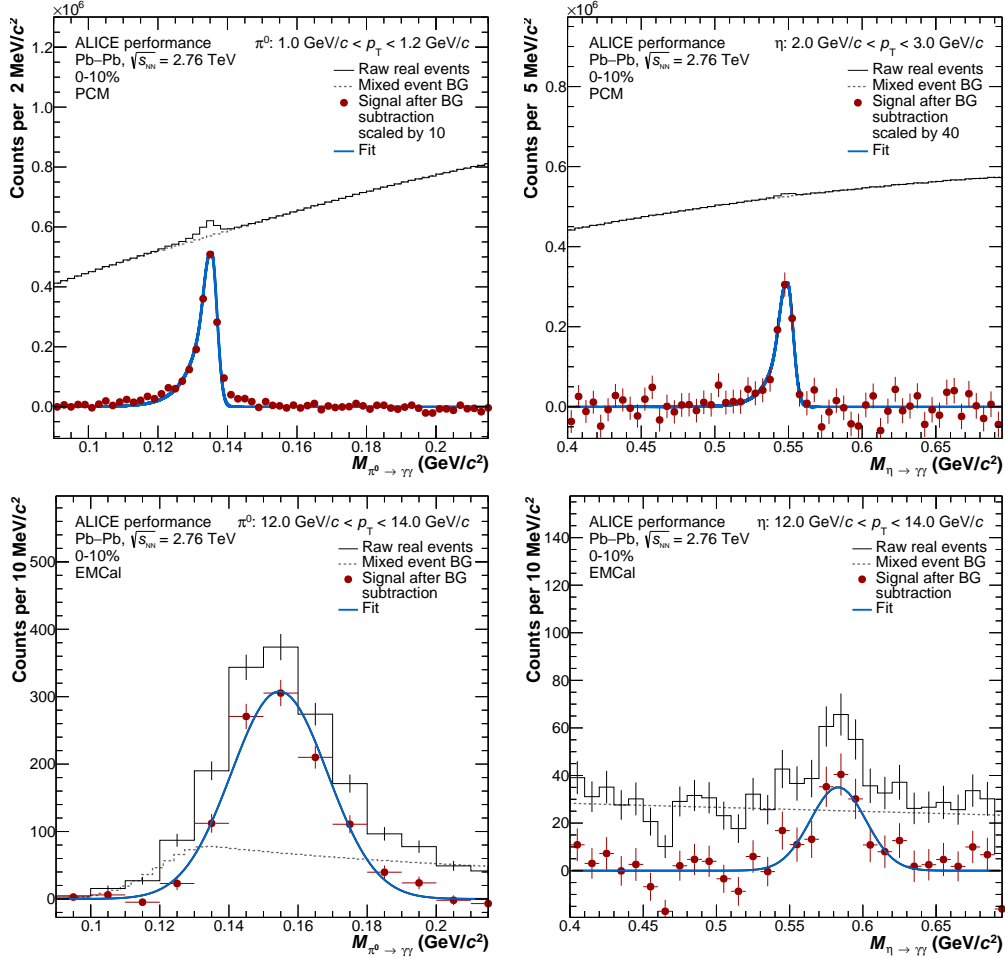 ×10⁶
ALICE performance
π⁰: 1.0 GeV/c < p_T < 1.2 GeV/c
Pb–Pb, √s_NN = 2.76 TeV
0-10%
PCM
Raw real events
Mixed event BG
Signal after BG
subtraction
scaled by 10
Fit
Counts per 2 MeV/c²
1.2
1.0
0.8
0.6
0.4
0.2
0.0
0.1 0.12 0.14 0.16 0.18 0.2
M_π⁰ → γγ (GeV/c²)
×10⁶
ALICE performance
η: 2.0 GeV/c < p_T < 3.0 GeV/c
Pb–Pb, √s_NN = 2.76 TeV
0-10%
PCM
Raw real events
Mixed event BG
Signal after BG
subtraction
scaled by 40
Fit
Counts per 5 MeV/c²
1.0
0.8
0.6
0.4
0.2
0.0
0.4 0.45 0.5 0.55 0.6 0.65
M_η → γγ (GeV/c²)
ALICE performance
π⁰: 12.0 GeV/c < p_T < 14.0 GeV/c
Pb–Pb, √s_NN = 2.76 TeV
0-10%
EMCal
Raw real events
Mixed event BG
Signal after BG
subtraction
Fit
Counts per 10 MeV/c²
500
400
300
200
100
0
0.1 0.12 0.14 0.16 0.18 0.2
M_π⁰ → γγ (GeV/c²)
ALICE performance
η: 12.0 GeV/c < p_T < 14.0 GeV/c
Pb–Pb, √s_NN = 2.76 TeV
0-10%
EMCal
Raw real events
Mixed event BG
Signal after BG
subtraction
Fit
Counts per 10 MeV/c²
140
120
100
80
60
40
20
0
0.4 0.45 0.5 0.55 0.6 0.65
M_η → γγ (GeV/c²)